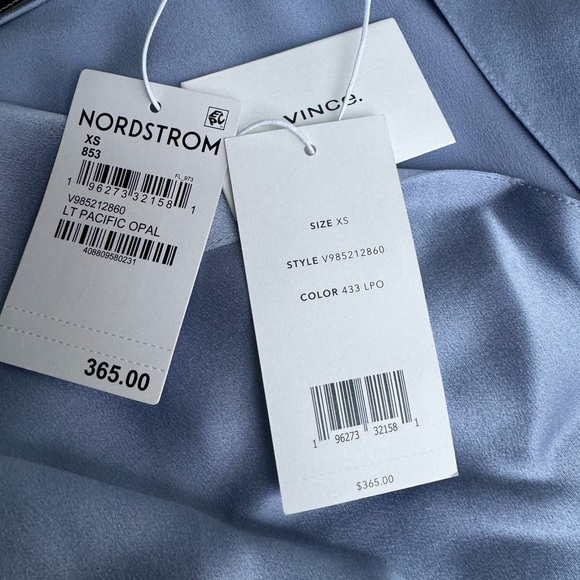 NORDSTROM
XS
853
FL_973
1 96273 32158 1
V985212860
LT PACIFIC OPAL
408809580231
365.00
VINCE.
SIZE XS
STYLE V985212860
COLOR 433 LPO
1 96273 32158 1
$365.00